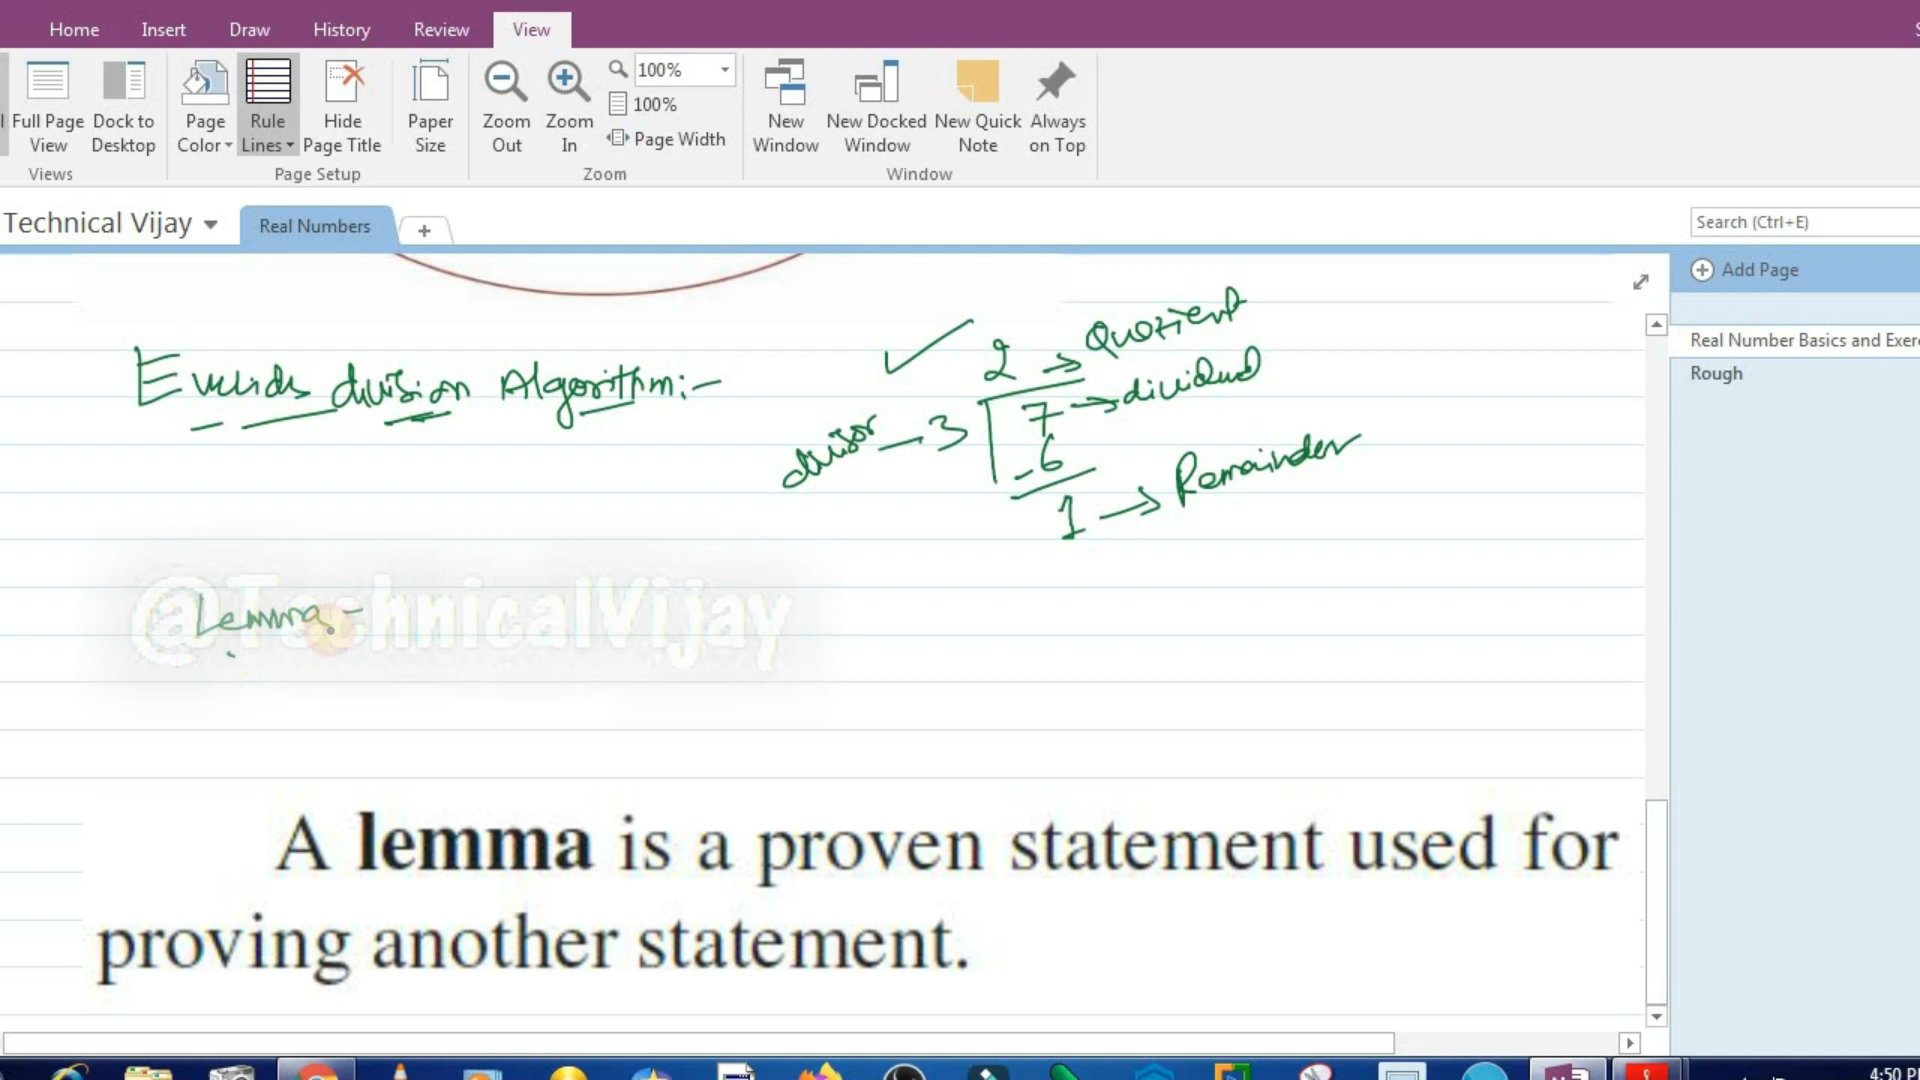 Home Insert Draw History Review View
Full Page View Dock to Desktop Page Color Rule Lines Hide Page Title Paper Size Zoom Out Zoom In 100% 100% Page Width New Window New Docked Window New Quick Note Always on Top
Views Page Setup Zoom Window
Technical Vijay Real Numbers + Search (Ctrl+E)
Add Page
Real Number Basics and Exer
Rough
Euclids division Algorithm:-
2 → Quotient
divisor - 3 7 → dividend
- 6
1 → Remainder
@TechnicalVijay
Lemma -
A lemma is a proven statement used for
proving another statement.
4:50 P